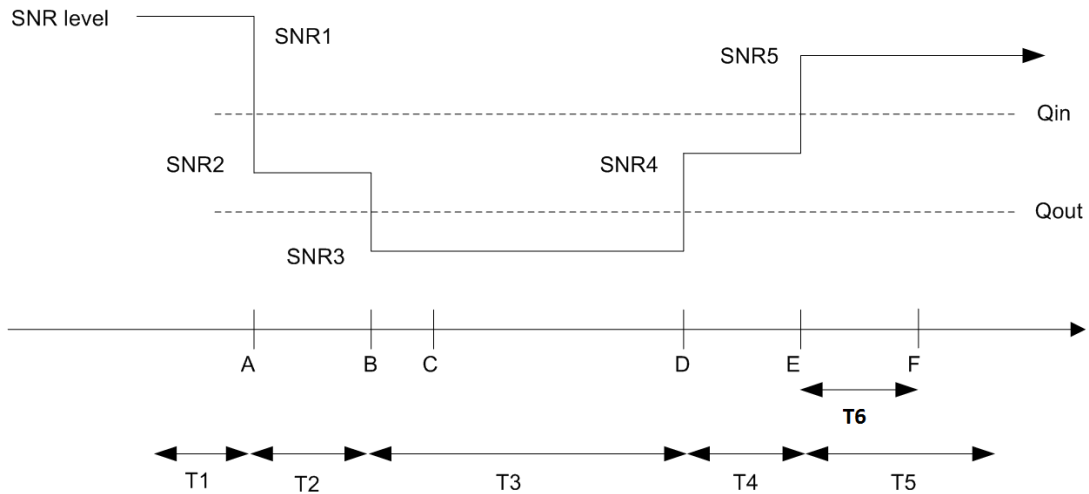 SNR level
SNR1
SNR5
Qin
SNR2
SNR4
Qout
SNR3
A B C D E F
T6
T1 T2 T3 T4 T5